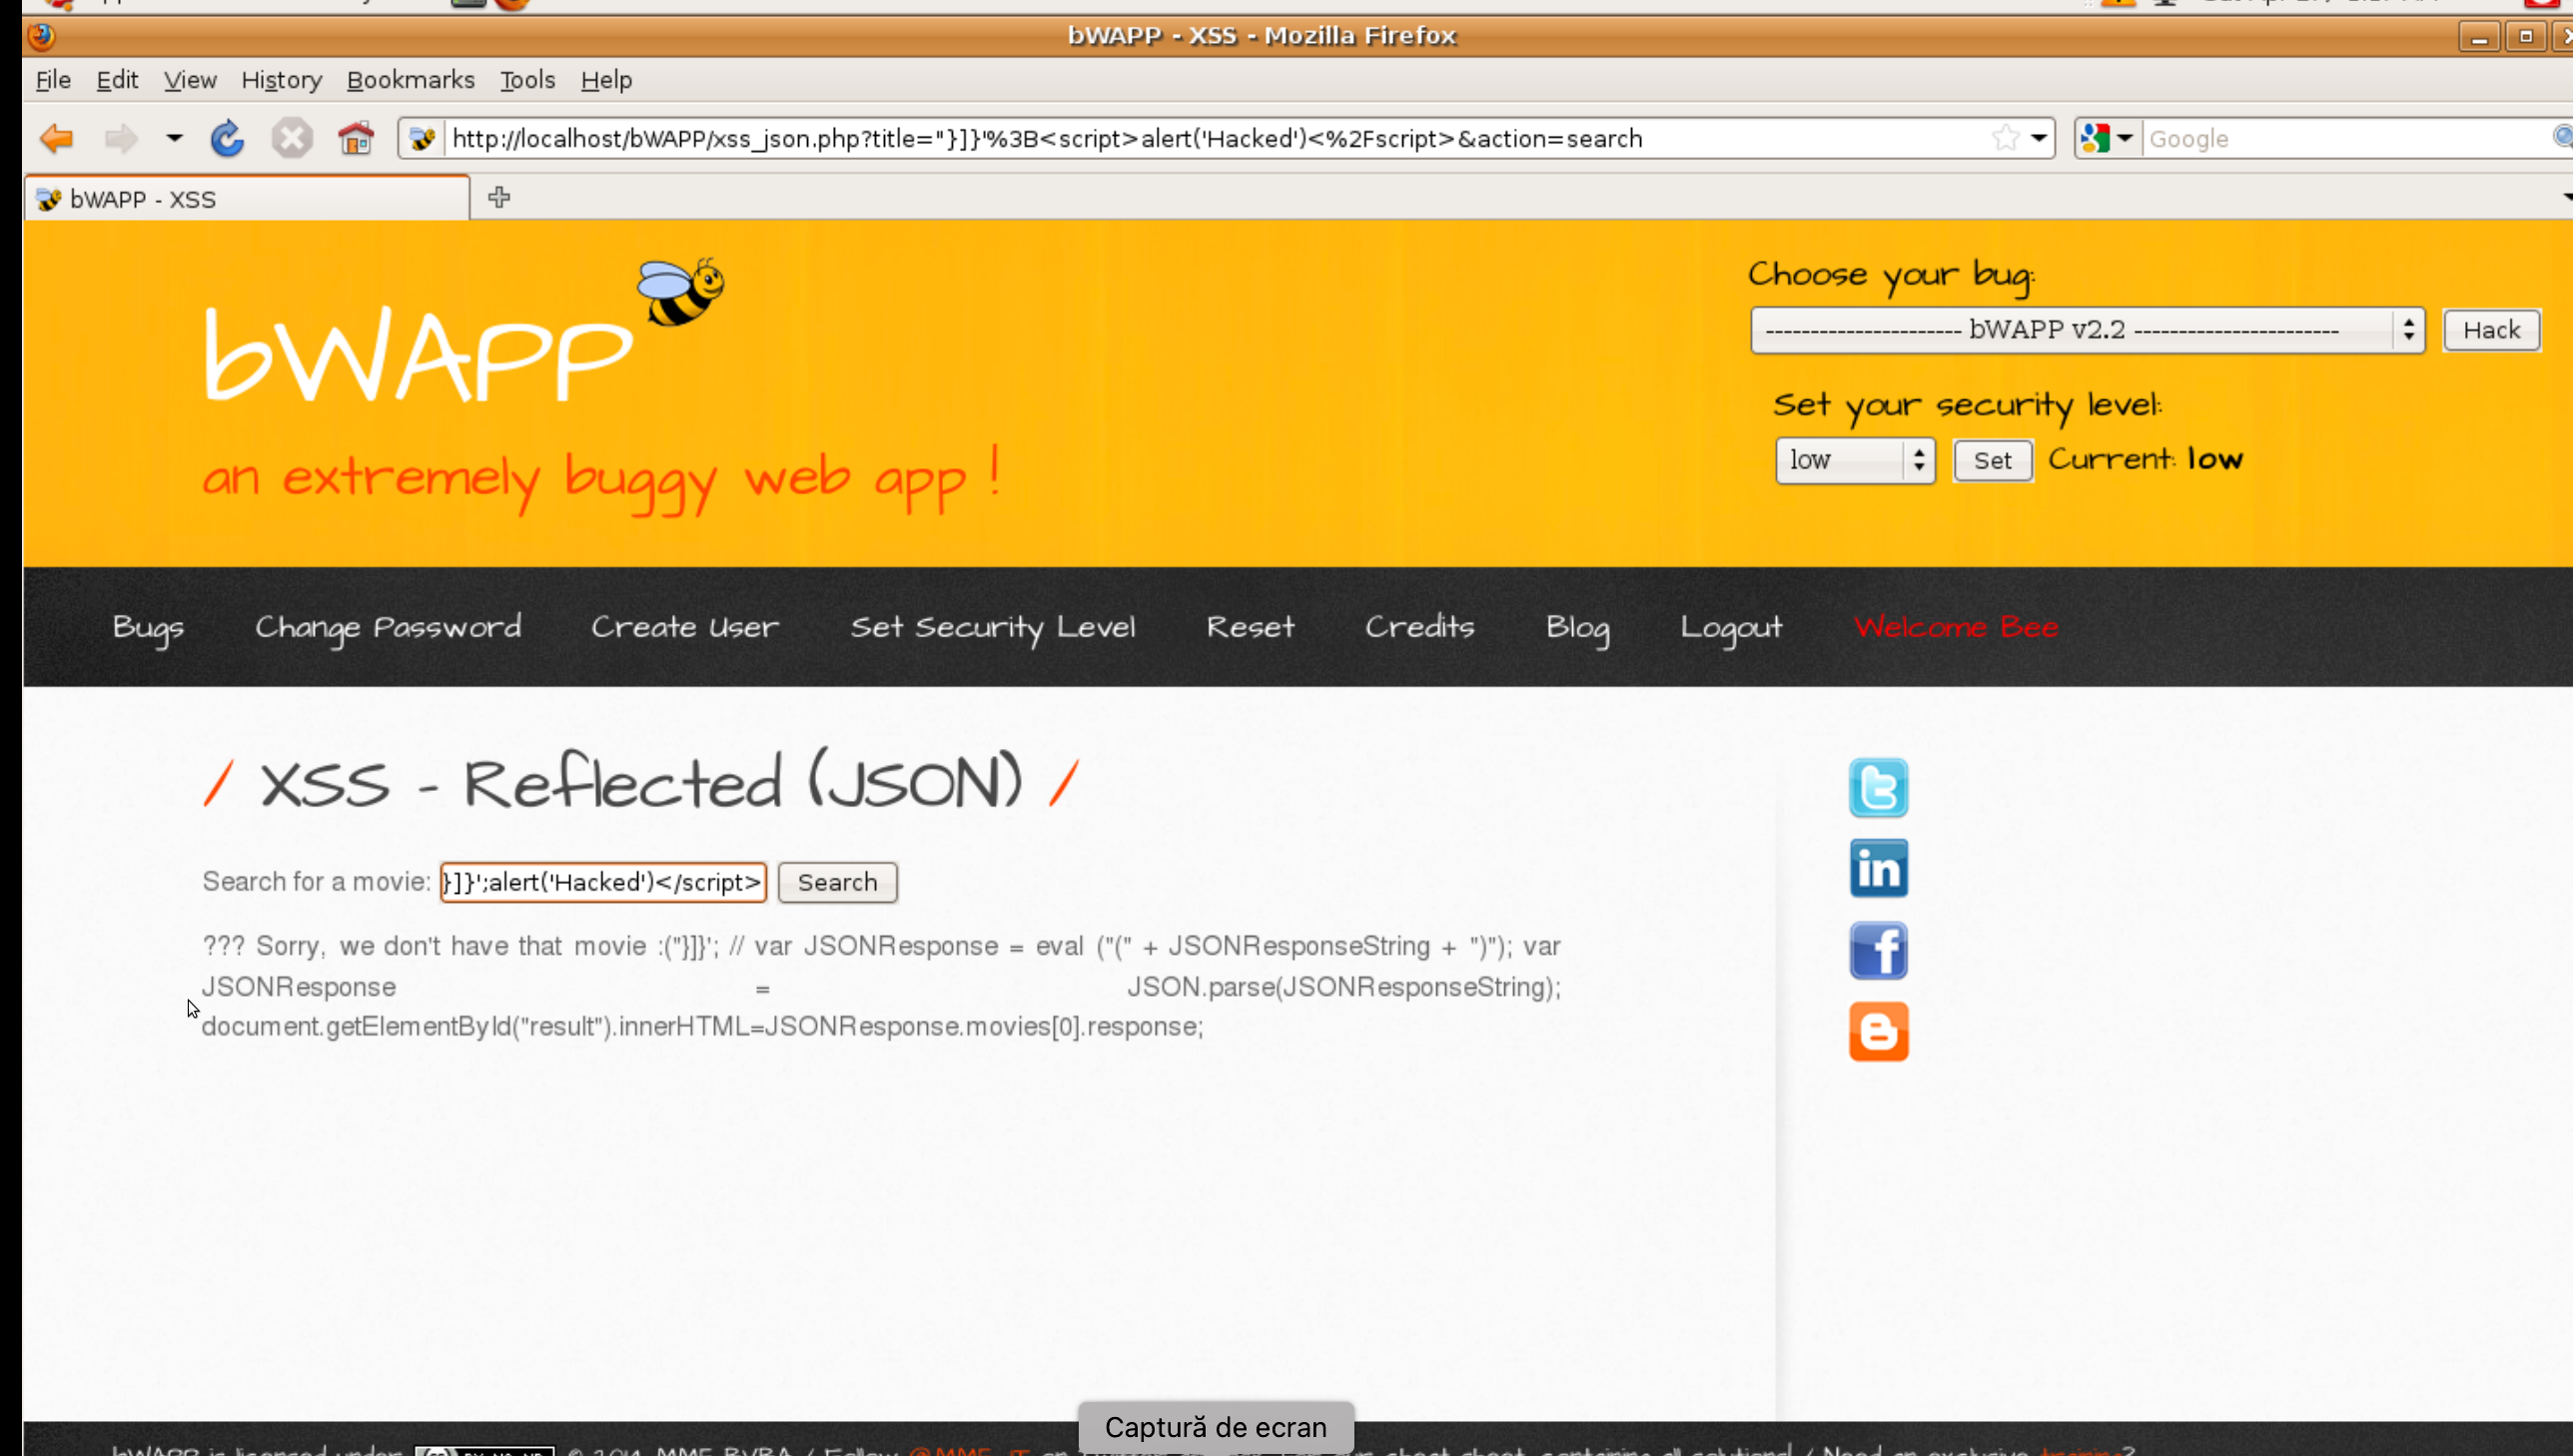 bWAPP - XSS - Mozilla Firefox
File Edit View History Bookmarks Tools Help
http://localhost/bWAPP/xss_json.php?title="}]}'%3B<script>alert('Hacked')<%2Fscript>&action=search
Google
bWAPP - XSS
bWAPP
an extremely buggy web app !
Choose your bug:
---------------------- bWAPP v2.2 ----------------------- Hack
Set your security level:
low Set Current: low
Bugs Change Password Create User Set Security Level Reset Credits Blog Logout Welcome Bee
/ XSS - Reflected (JSON) /
Search for a movie: }]}';alert('Hacked')</script> Search
??? Sorry, we don't have that movie :("}]}'; // var JSONResponse = eval ("(" + JSONResponseString + ")"); var
JSONResponse = JSON.parse(JSONResponseString);
document.getElementById("result").innerHTML=JSONResponse.movies[0].response;
Captură de ecran
bWAPP is licensed under